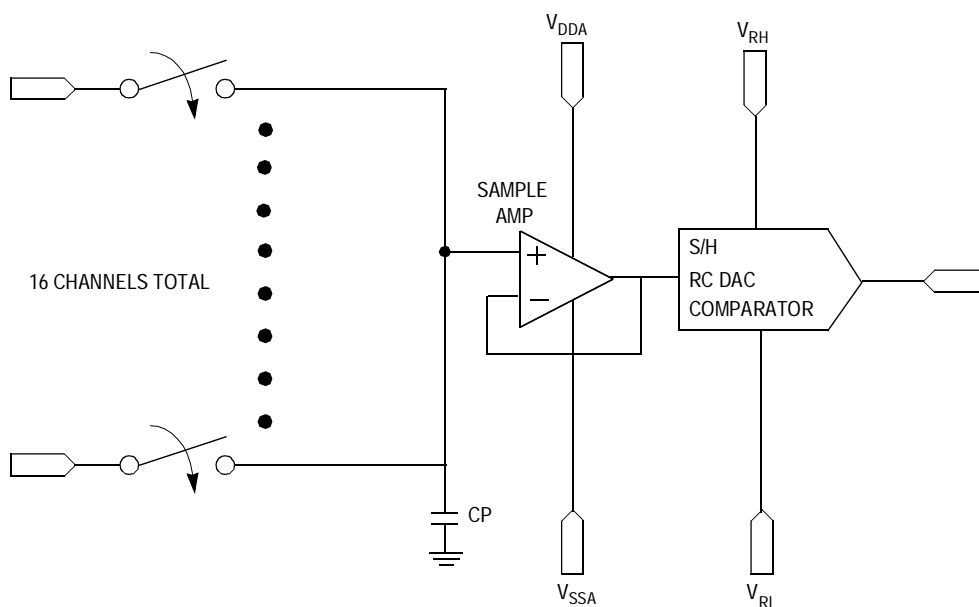 V_DDA
V_RH
SAMPLE
AMP
S/H
RC DAC
COMPARATOR
16 CHANNELS TOTAL
+
−
CP
V_SSA
V_RL